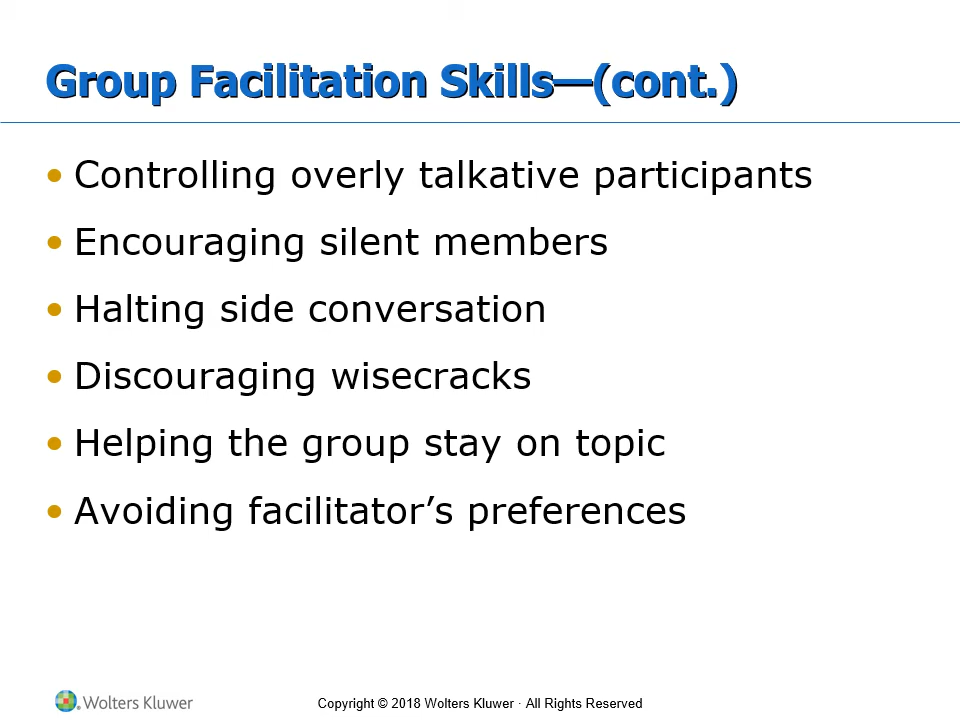 Group Facilitation Skills—(cont.)
• Controlling overly talkative participants
• Encouraging silent members
• Halting side conversation
• Discouraging wisecracks
• Helping the group stay on topic
• Avoiding facilitator’s preferences
Wolters Kluwer
Copyright © 2018 Wolters Kluwer · All Rights Reserved